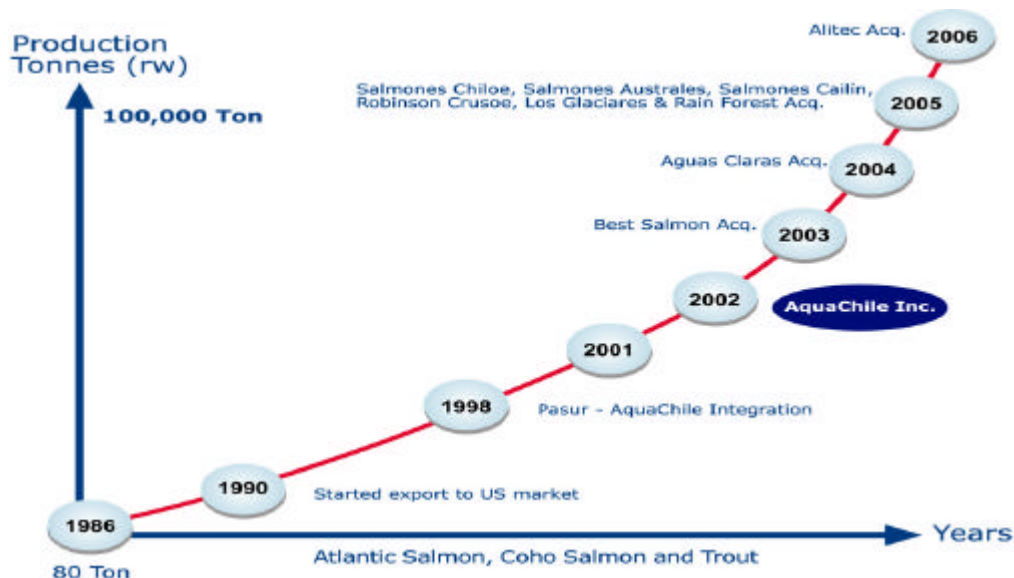 Production
Tonnes (rw)
100,000 Ton
Alitec Acq.
2006
Salmones Chiloe, Salmones Australes, Salmones Cailin,
Robinson Crusoe, Los Glaciares & Rain Forest Acq.
2005
Aguas Claras Acq.
2004
Best Salmon Acq.
2003
2002
AquaChile Inc.
2001
1998
Pasur - AquaChile Integration
1990
Started export to US market
1986
Years
Atlantic Salmon, Coho Salmon and Trout
80 Ton